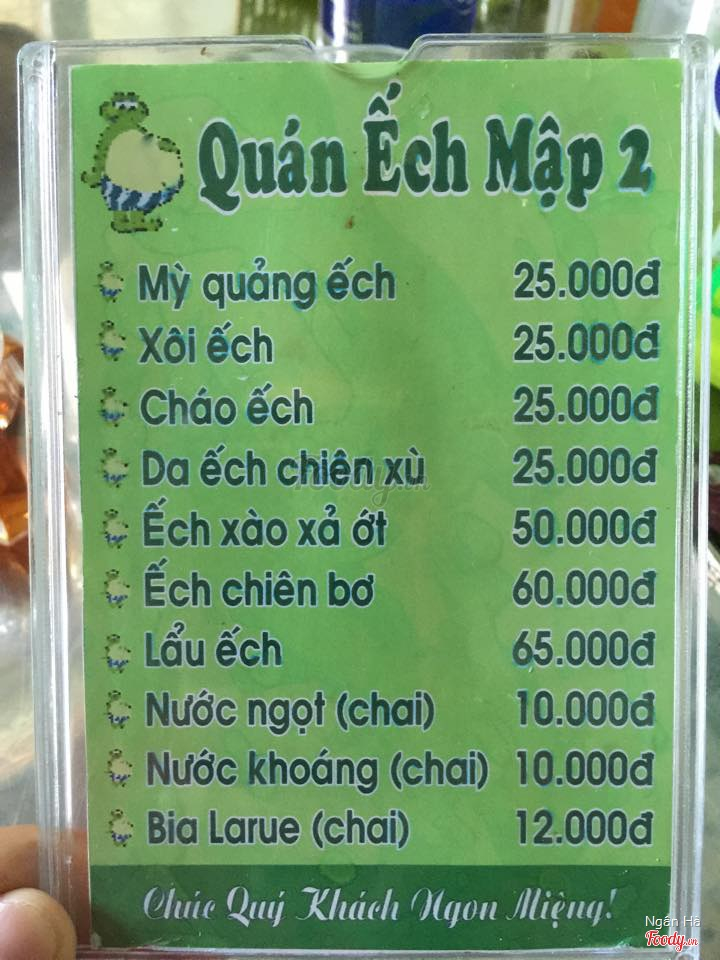 Quán Ếch Mập 2
Mỳ quảng ếch 25.000đ
Xôi ếch 25.000đ
Cháo ếch 25.000đ
Da ếch chiên xù 25.000đ
Ếch xào xả ớt 50.000đ
Ếch chiên bơ 60.000đ
Lẩu ếch 65.000đ
Nước ngọt (chai) 10.000đ
Nước khoáng (chai) 10.000đ
Bia Larue (chai) 12.000đ
Chúc Quý Khách Ngon Miệng!
Ngân Hà
Foody.vn